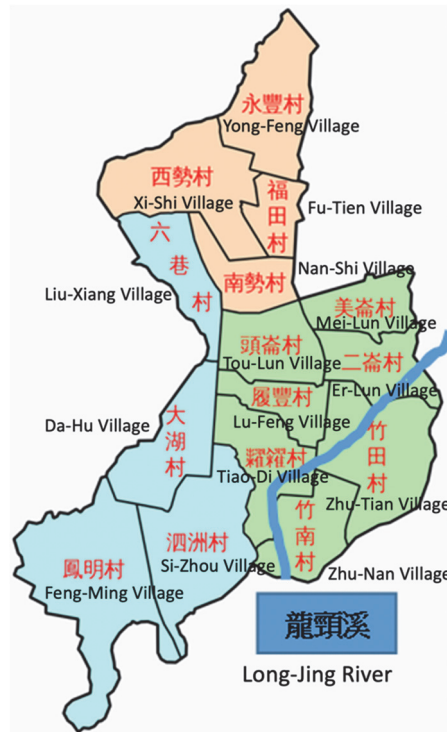 永豐村
Yong-Feng Village
西勢村
Xi-Shi Village
福田村
Fu-Tien Village
六巷村
Liu-Xiang Village
南勢村
Nan-Shi Village
美崙村
Mei-Lun Village
頭崙村
Tou-Lun Village
二崙村
Er-Lun Village
履豐村
Lu-Feng Village
大湖村
Da-Hu Village
糶糴村
Tiao-Di Village
竹田村
Zhu-Tian Village
泗洲村
Si-Zhou Village
竹南村
Zhu-Nan Village
鳳明村
Feng-Ming Village
龍頸溪
Long-Jing River